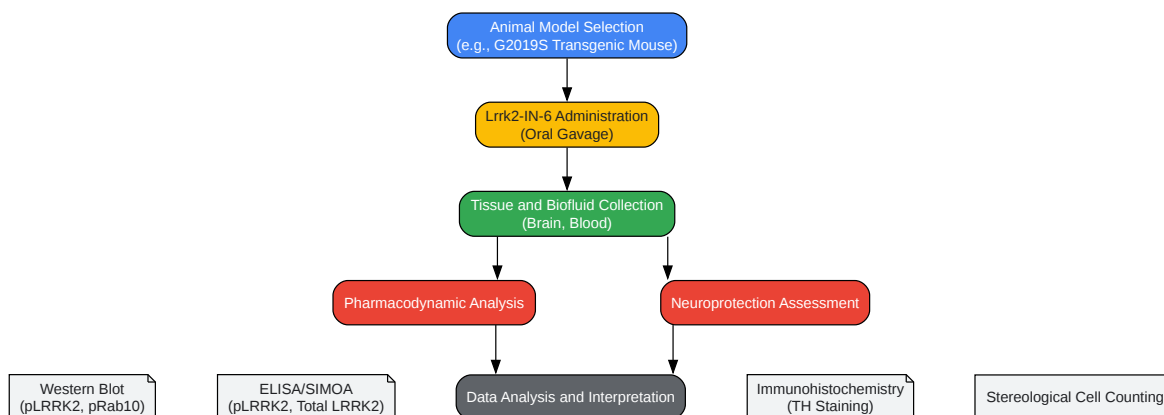 Animal Model Selection
(e.g., G2019S Transgenic Mouse)
Lrrk2-IN-6 Administration
(Oral Gavage)
Tissue and Biofluid Collection
(Brain, Blood)
Pharmacodynamic Analysis
Neuroprotection Assessment
Western Blot
(pLRRK2, pRab10)
ELISA/SIMOA
(pLRRK2, Total LRRK2)
Data Analysis and Interpretation
Immunohistochemistry
(TH Staining)
Stereological Cell Counting